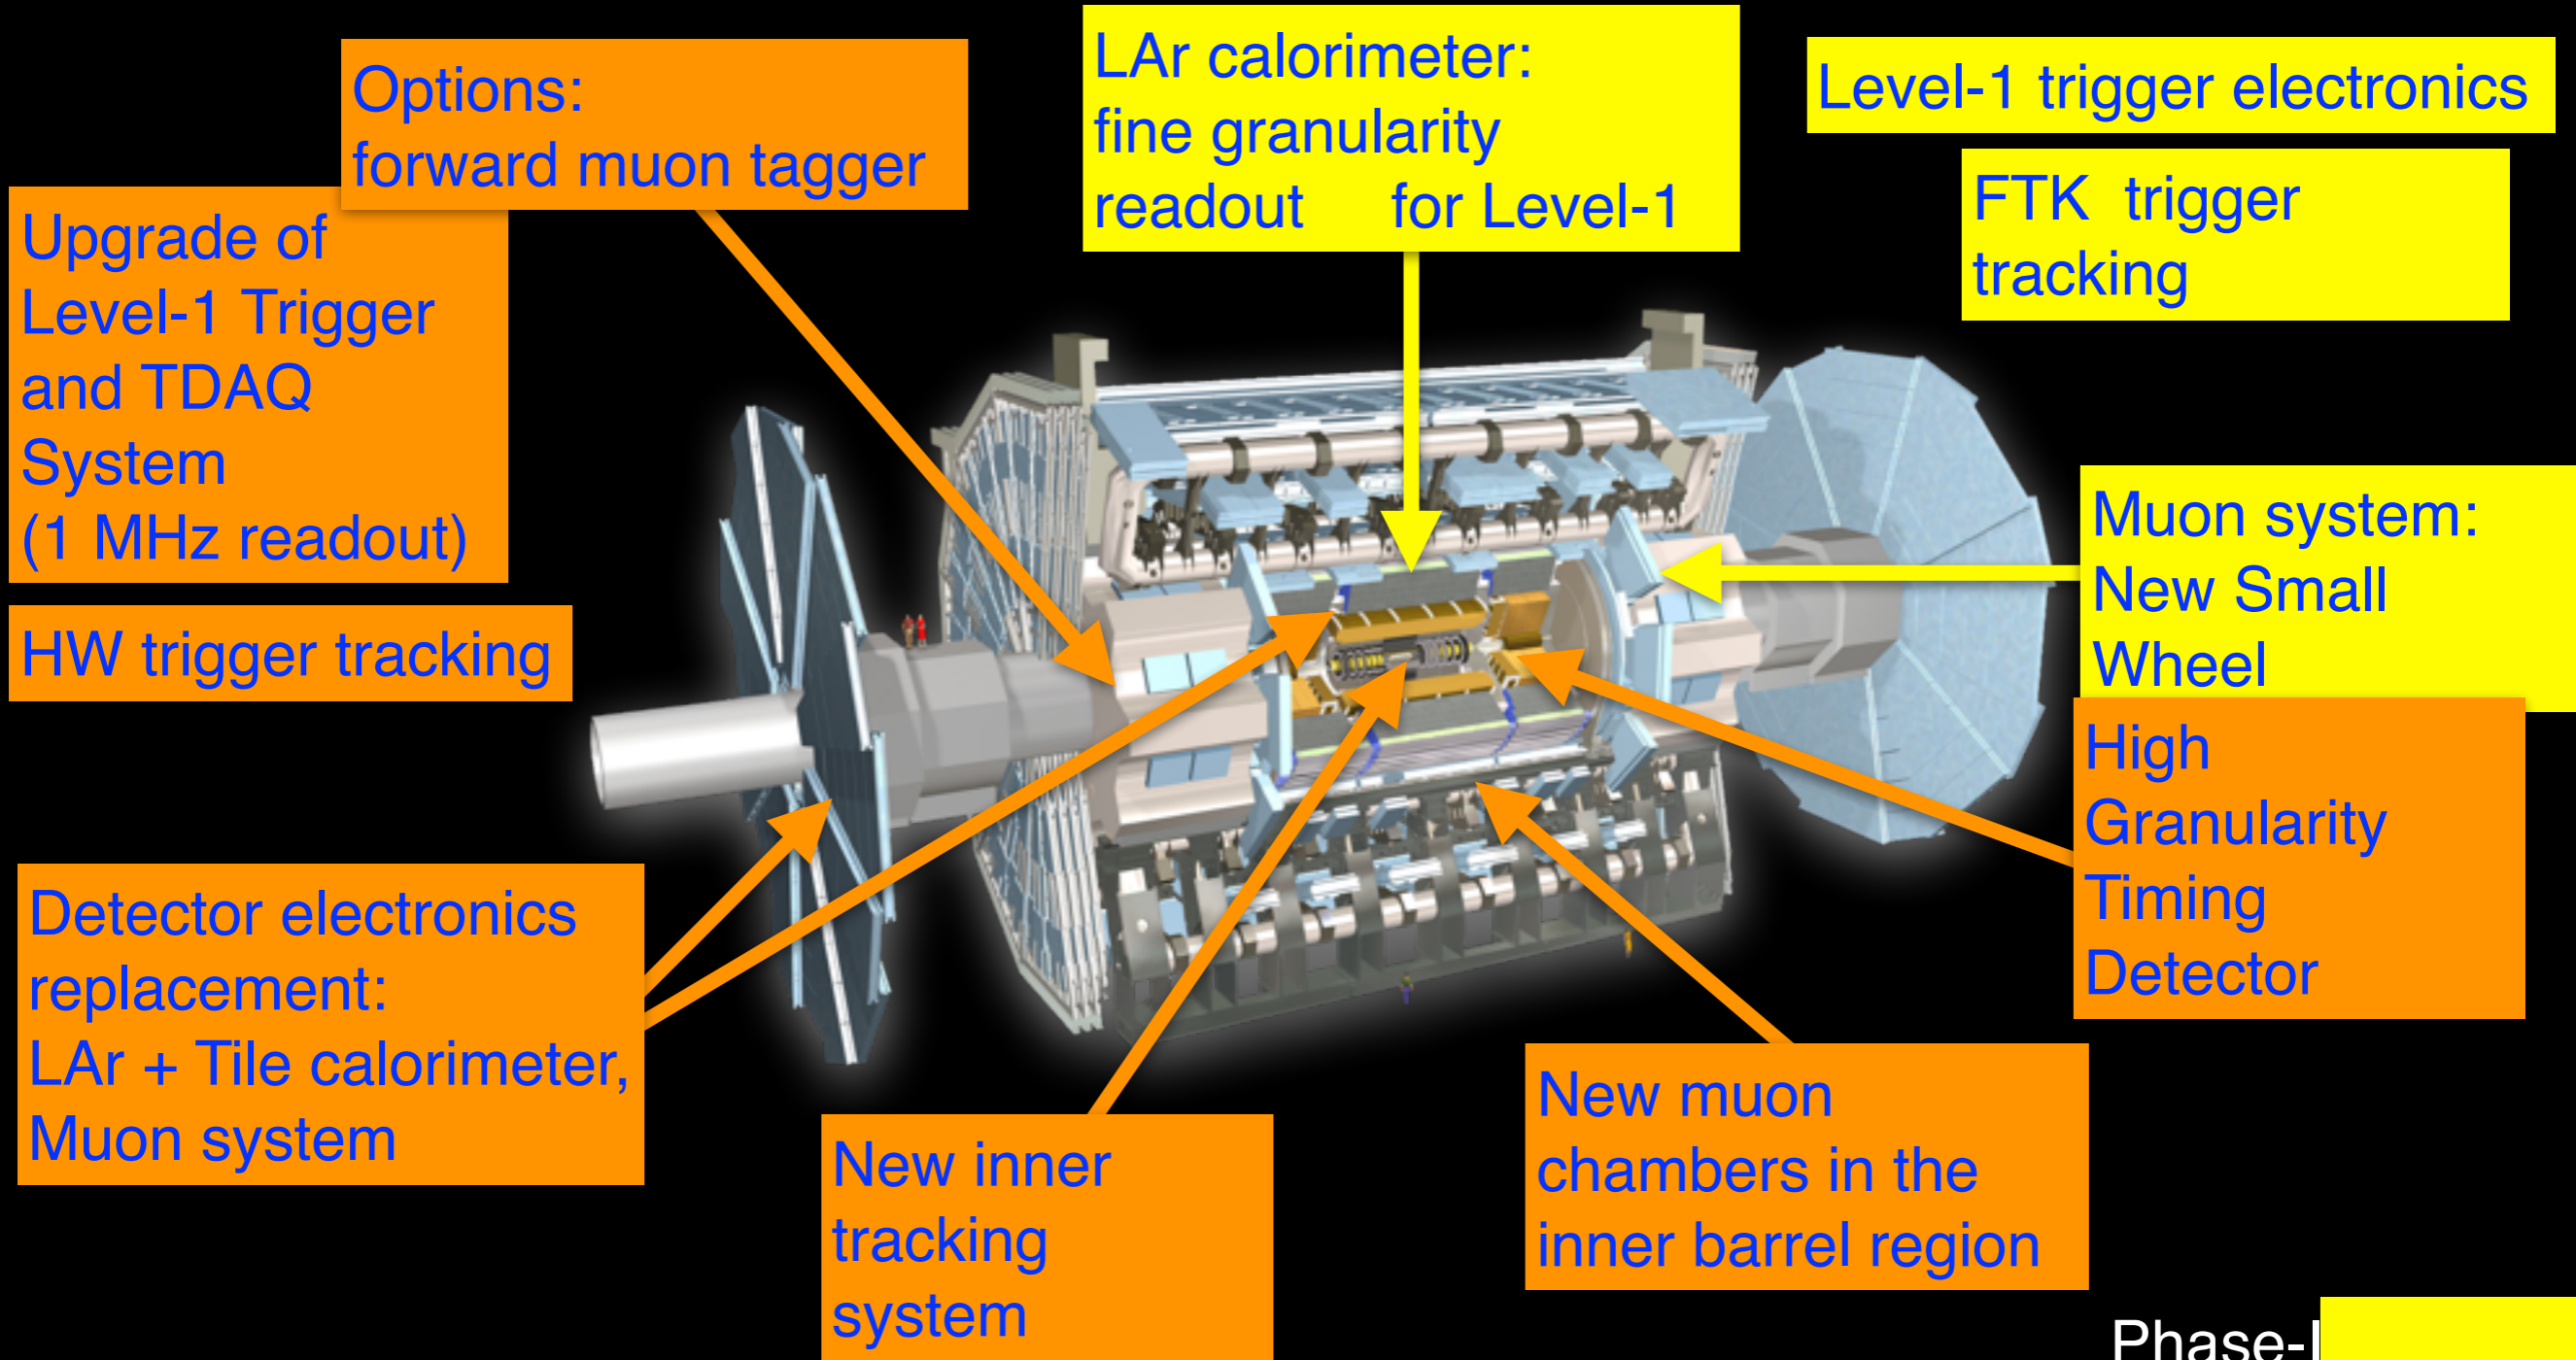 Options:
forward muon tagger
LAr calorimeter:
fine granularity
readout for Level-1
Level-1 trigger electronics
FTK trigger
tracking
Upgrade of
Level-1 Trigger
and TDAQ
System
(1 MHz readout)
HW trigger tracking
Muon system:
New Small
Wheel
High
Granularity
Timing
Detector
Detector electronics
replacement:
LAr + Tile calorimeter,
Muon system
New inner
tracking
system
New muon
chambers in the
inner barrel region
Phase-I